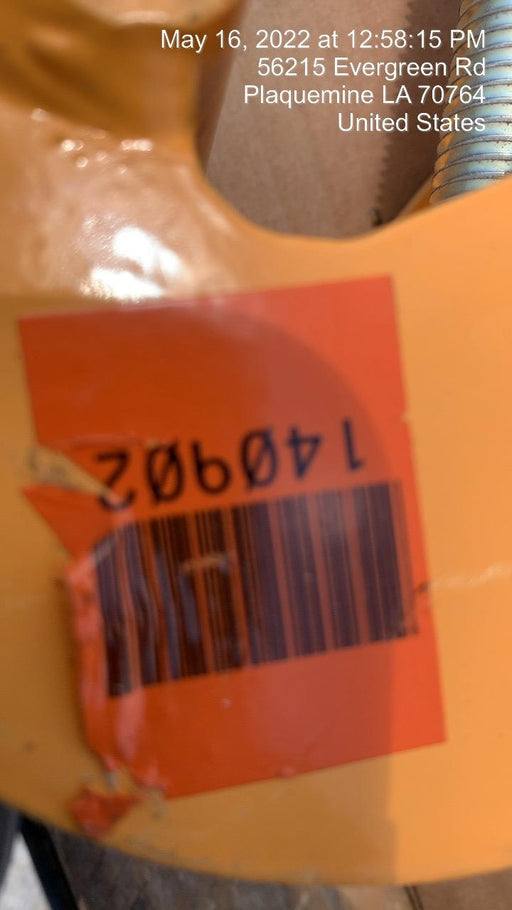 May 16, 2022 at 12:58:15 PM
56215 Evergreen Rd
Plaquemine LA 70764
United States
140902